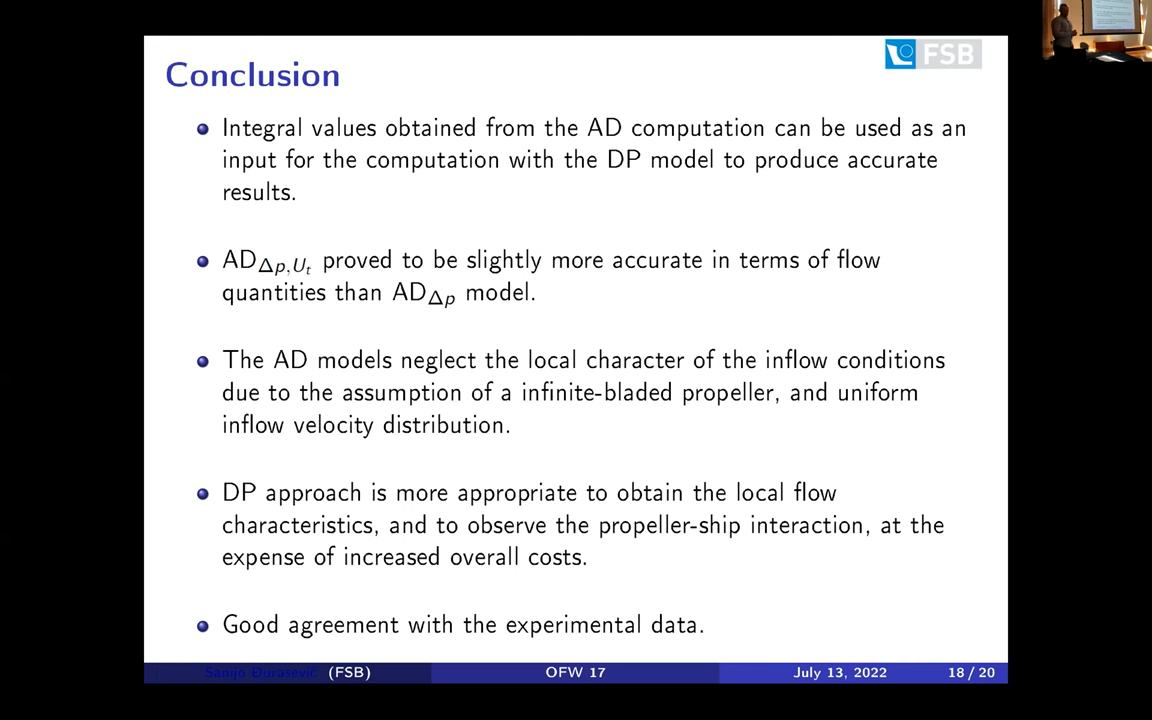 FSB
Conclusion
Integral values obtained from the AD computation can be used as an
input for the computation with the DP model to produce accurate
results.
AD_{Δp,U_t} proved to be slightly more accurate in terms of flow
quantities than AD_{Δp} model.
The AD models neglect the local character of the inflow conditions
due to the assumption of a infinite-bladed propeller, and uniform
inflow velocity distribution.
DP approach is more appropriate to obtain the local flow
characteristics, and to observe the propeller-ship interaction, at the
expense of increased overall costs.
Good agreement with the experimental data.
Sanijo Đurasević (FSB) OFW 17 July 13, 2022 18 / 20